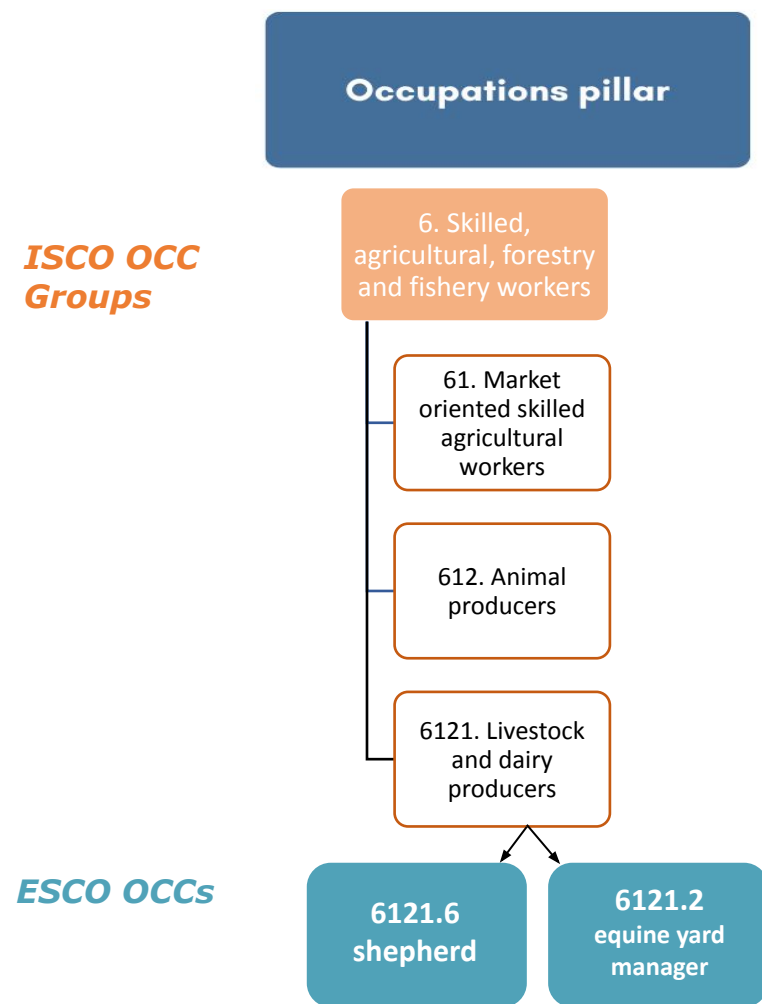 Occupations pillar
ISCO OCC
Groups
6. Skilled,
agricultural, forestry
and fishery workers
61. Market
oriented skilled
agricultural
workers
612. Animal
producers
6121. Livestock
and dairy
producers
ESCO OCCs
6121.6
shepherd
6121.2
equine yard
manager